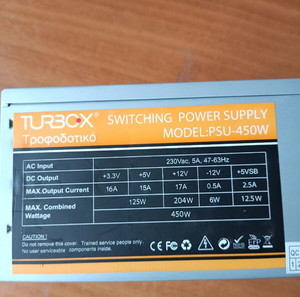 TURBOX
Τροφοδοτικό
SWITCHING POWER SUPPLY
MODEL:PSU-450W
AC Input 230Vac, 5A, 47-63Hz
DC Output +3.3V +5V +12V -12V +5VSB
MAX.Output Current 16A 15A 17A 0.5A 2.5A
MAX. Combined Wattage 125W 204W 6W 12.5W
450W
CAUTION !
Do not remove this cover. Trained service people only.
No user serviceable components inside.
QC